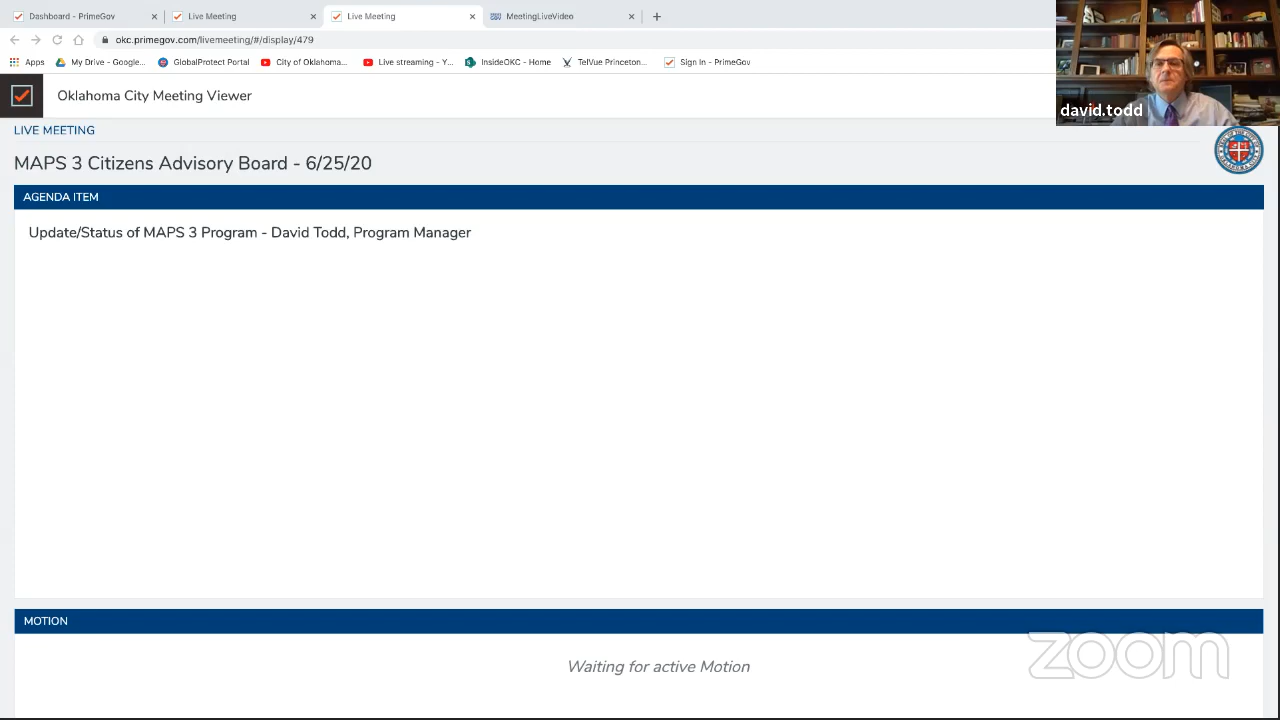 Dashboard - PrimeGov
Live Meeting
Live Meeting
MeetingLiveVideo
okc.primegov.com/livemeeting/#/display/479
Apps
My Drive - Google...
GlobalProtect Portal
City of Oklahoma...
Live streaming - Y...
InsideOKC - Home
TelVue Princeton...
Sign In - PrimeGov
Oklahoma City Meeting Viewer
david.todd
LIVE MEETING
MAPS 3 Citizens Advisory Board - 6/25/20
AGENDA ITEM
Update/Status of MAPS 3 Program - David Todd, Program Manager
MOTION
Waiting for active Motion
zoom